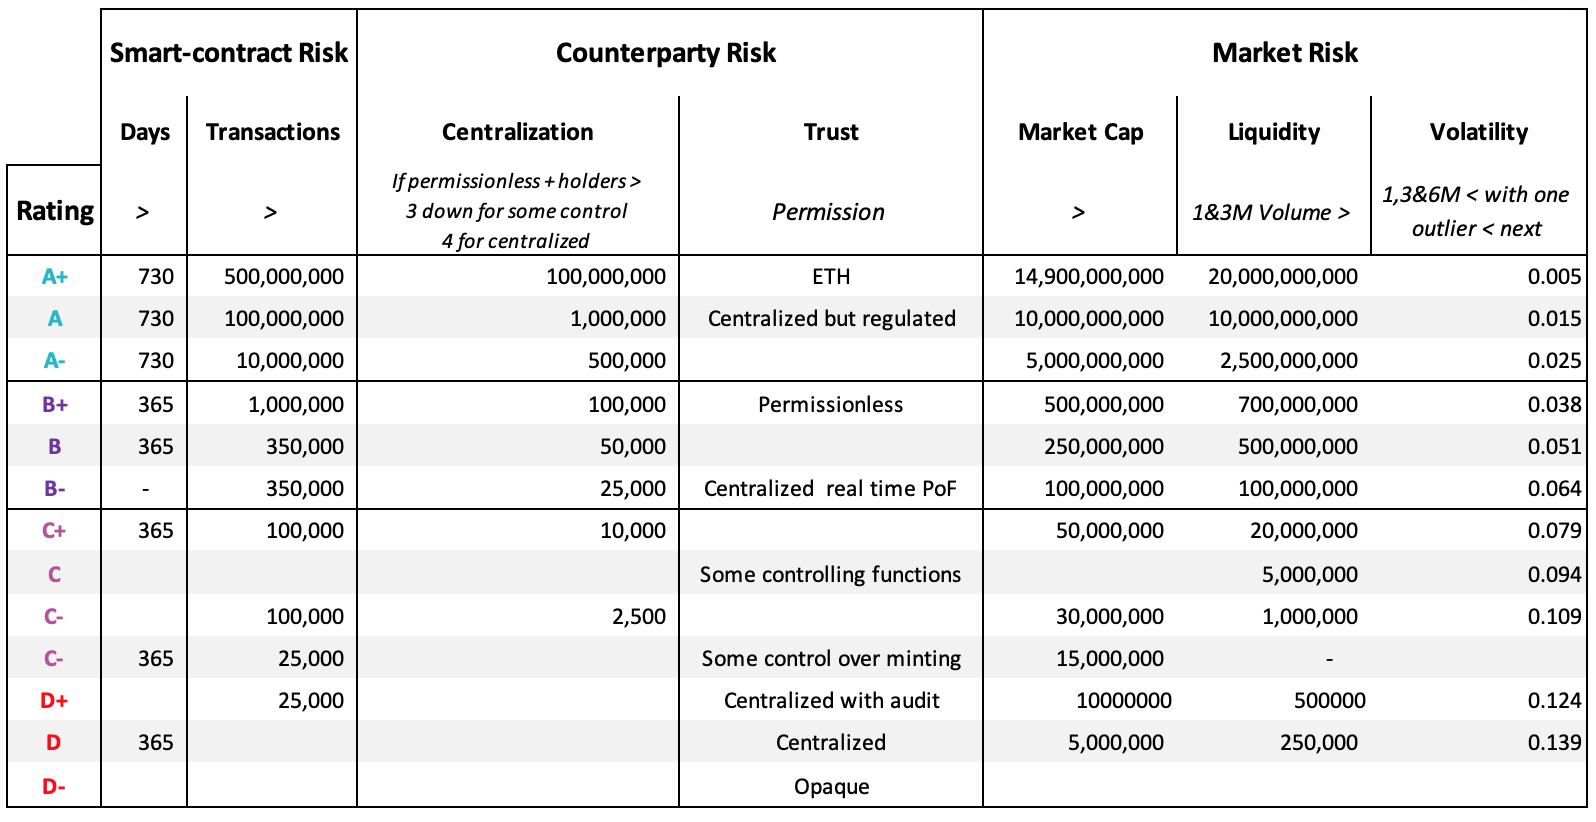 Smart-contract Risk Counterparty Risk Market Risk
Days Transactions Centralization Trust Market Cap Liquidity Volatility
If permissionless + holders >
3 down for some control
4 for centralized
1,3&6M < with one
outlier < next
Rating > > Permission > 1&3M Volume >
A+ 730 500,000,000 100,000,000 ETH 14,900,000,000 20,000,000,000 0.005
A 730 100,000,000 1,000,000 Centralized but regulated 10,000,000,000 10,000,000,000 0.015
A- 730 10,000,000 500,000 5,000,000,000 2,500,000,000 0.025
B+ 365 1,000,000 100,000 Permissionless 500,000,000 700,000,000 0.038
B 365 350,000 50,000 250,000,000 500,000,000 0.051
B- - 350,000 25,000 Centralized real time PoF 100,000,000 100,000,000 0.064
C+ 365 100,000 10,000 50,000,000 20,000,000 0.079
C Some controlling functions 5,000,000 0.094
C- 100,000 2,500 30,000,000 1,000,000 0.109
C- 365 25,000 Some control over minting 15,000,000 -
D+ 25,000 Centralized with audit 10000000 500000 0.124
D 365 Centralized 5,000,000 250,000 0.139
D- Opaque